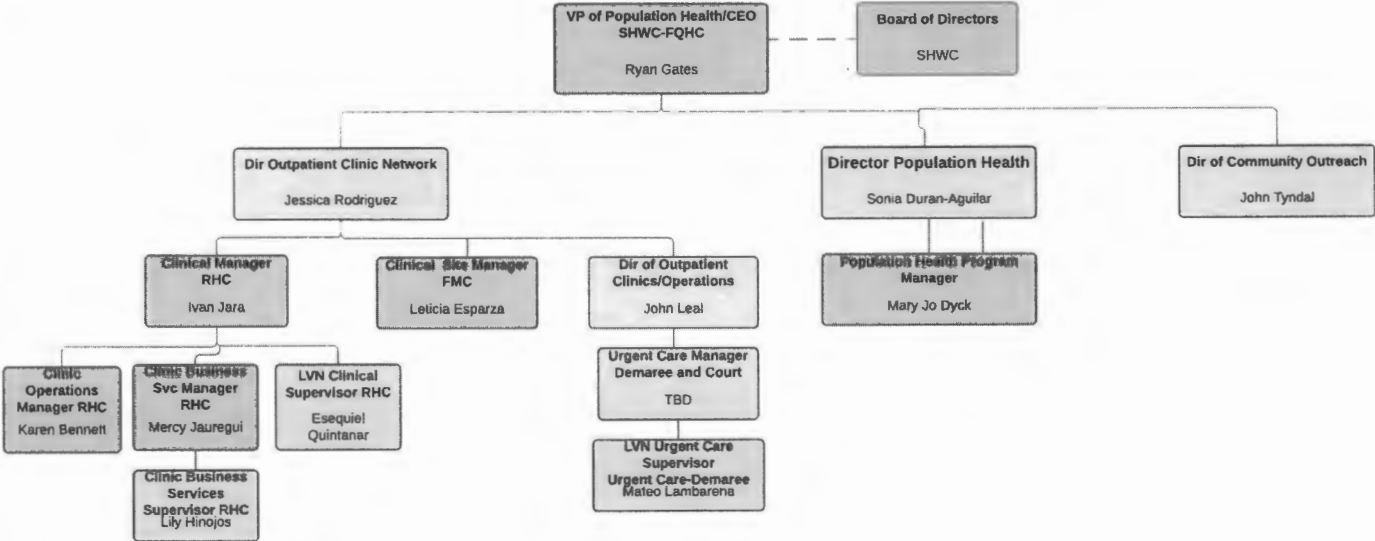 VP of Population Health/CEO
SHWC-FQHC
Ryan Gates
Board of Directors
SHWC
Dir Outpatient Clinic Network
Jessica Rodriguez
Director Population Health
Sonia Duran-Aguilar
Dir of Community Outreach
John Tyndal
Clinical Manager
RHC
Ivan Jara
Clinical Site Manager
FMC
Leticia Esparza
Dir of Outpatient
Clinics/Operations
John Leal
Population Health Program
Manager
Mary Jo Dyck
Clinic
Operations
Manager RHC
Karen Bennett
Clinic Business
Svc Manager
RHC
Mercy Jauregui
LVN Clinical
Supervisor RHC
Esequiel
Quintanar
Urgent Care Manager
Demaree and Court
TBD
Clinic Business
Services
Supervisor RHC
Lily Hinojos
LVN Urgent Care
Supervisor
Urgent Care-Demaree
Mateo Lambarena